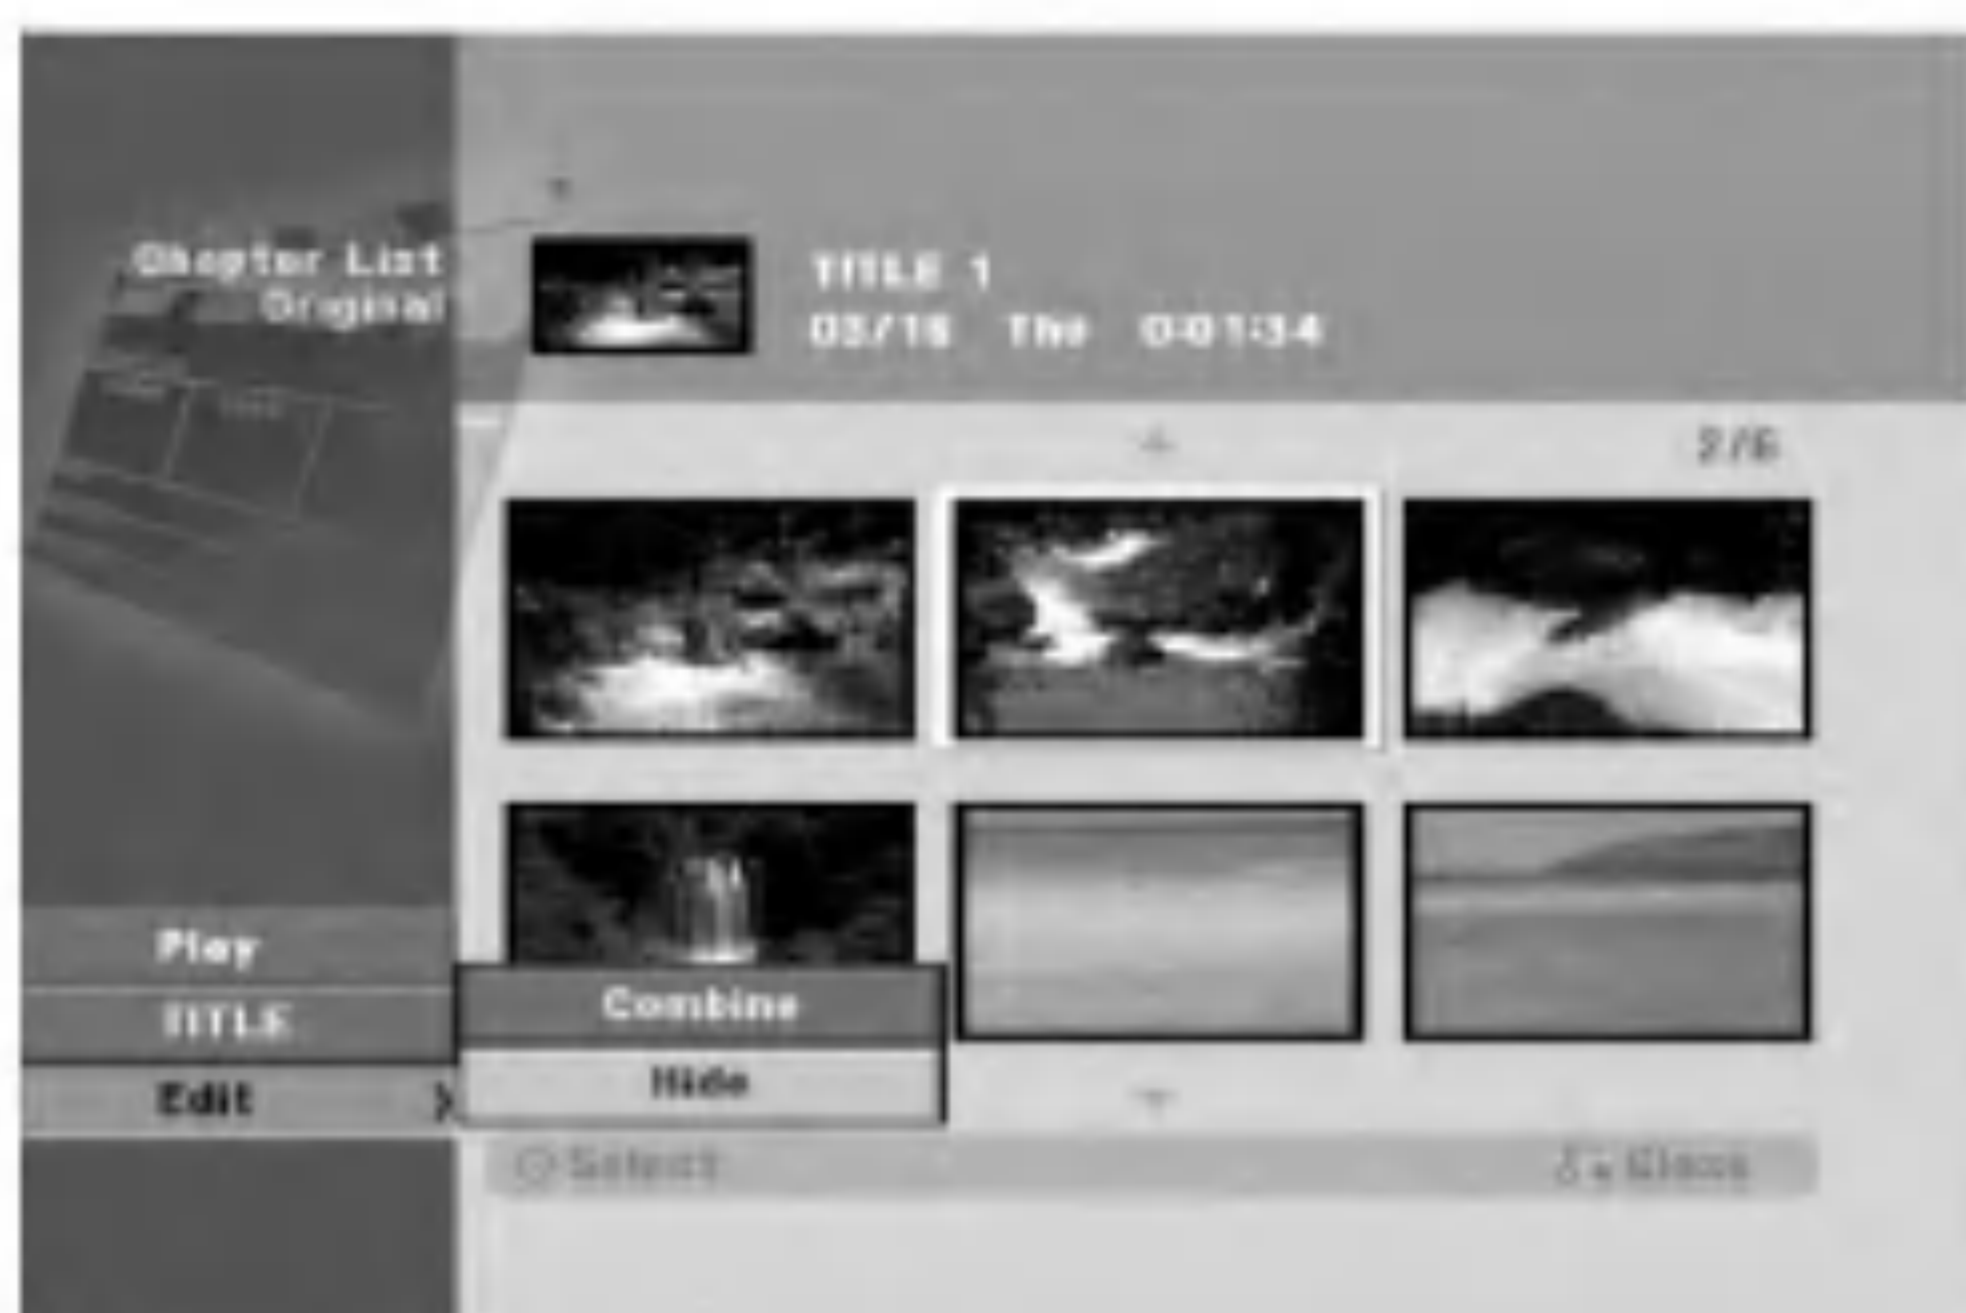 Chapter List
Original
TITLE 1
03/16 Thu 0:01:34
2/6
Play
TITLE
Edit
Combine
Hide
Select
Close